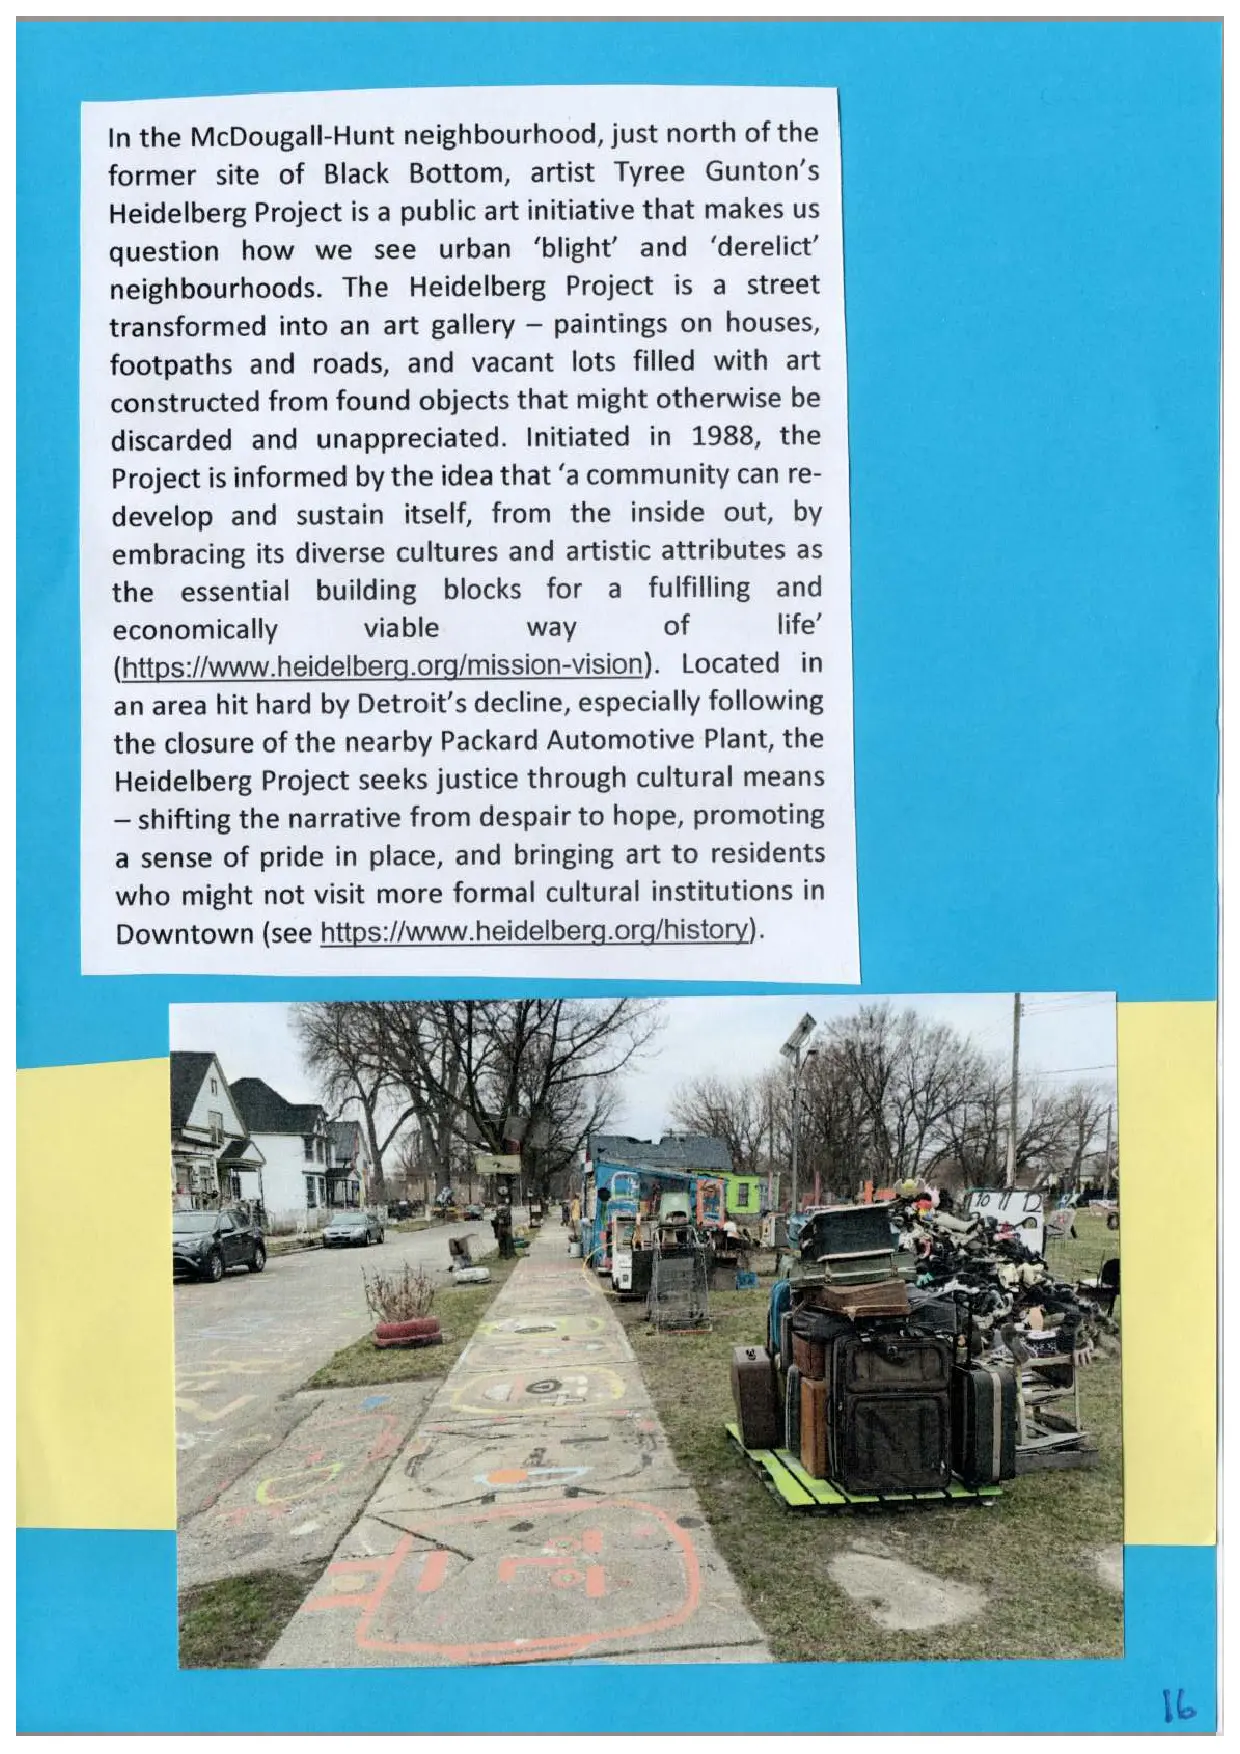 In the McDougall-Hunt neighbourhood, just north of the
former site of Black Bottom, artist Tyree Gunton's
Heidelberg Project is a public art initiative that makes us
question how we see urban 'blight' and 'derelict'
neighbourhoods. The Heidelberg Project is a street
transformed into an art gallery – paintings on houses,
footpaths and roads, and vacant lots filled with art
constructed from found objects that might otherwise be
discarded and unappreciated. Initiated in 1988, the
Project is informed by the idea that 'a community can re-
develop and sustain itself, from the inside out, by
embracing its diverse cultures and artistic attributes as
the essential building blocks for a fulfilling and
economically viable way of life'
(https://www.heidelberg.org/mission-vision). Located in
an area hit hard by Detroit's decline, especially following
the closure of the nearby Packard Automotive Plant, the
Heidelberg Project seeks justice through cultural means
– shifting the narrative from despair to hope, promoting
a sense of pride in place, and bringing art to residents
who might not visit more formal cultural institutions in
Downtown (see https://www.heidelberg.org/history).
10 11 12
16